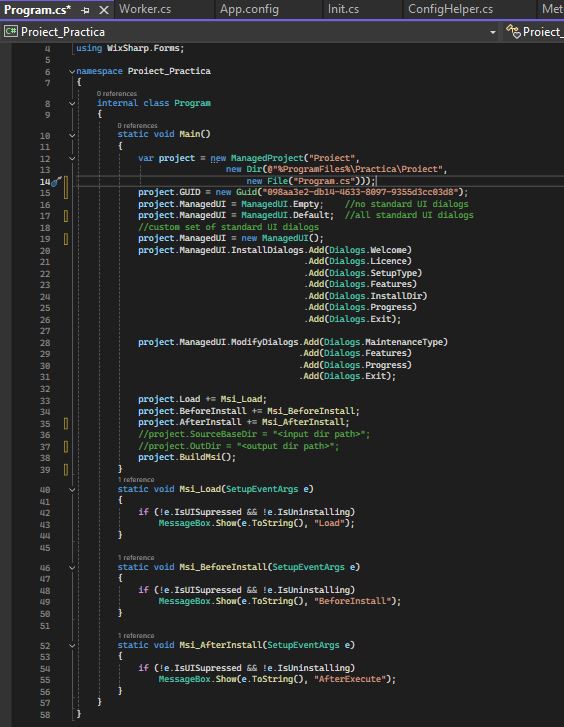 Program.cs* Worker.cs App.config Init.cs ConfigHelper.cs Met
C# Proiect_Practica Proiect_
4 using WixSharp.Forms;
5
6 namespace Proiect_Practica
7 {
0 references
8 internal class Program
9 {
0 references
10 static void Main()
11 {
12 var project = new ManagedProject("Proiect",
13 new Dir(@"%ProgramFiles%\Practica\Proiect",
14 new File("Program.cs")));
15 project.GUID = new Guid("098aa3e2-db14-4633-8097-9355d3cc03d8");
16 project.ManagedUI = ManagedUI.Empty; //no standard UI dialogs
17 project.ManagedUI = ManagedUI.Default; //all standard UI dialogs
18 //custom set of standard UI dialogs
19 project.ManagedUI = new ManagedUI();
20 project.ManagedUI.InstallDialogs.Add(Dialogs.Welcome)
21 .Add(Dialogs.Licence)
22 .Add(Dialogs.SetupType)
23 .Add(Dialogs.Features)
24 .Add(Dialogs.InstallDir)
25 .Add(Dialogs.Progress)
26 .Add(Dialogs.Exit);
27
28 project.ManagedUI.ModifyDialogs.Add(Dialogs.MaintenanceType)
29 .Add(Dialogs.Features)
30 .Add(Dialogs.Progress)
31 .Add(Dialogs.Exit);
32
33 project.Load += Msi_Load;
34 project.BeforeInstall += Msi_BeforeInstall;
35 project.AfterInstall += Msi_AfterInstall;
36 //project.SourceBaseDir = "<input dir path>";
37 //project.OutDir = "<output dir path>";
38 project.BuildMsi();
39 }
1 reference
40 static void Msi_Load(SetupEventArgs e)
41 {
42 if (!e.IsUISupressed && !e.IsUninstalling)
43 MessageBox.Show(e.ToString(), "Load");
44 }
45
1 reference
46 static void Msi_BeforeInstall(SetupEventArgs e)
47 {
48 if (!e.IsUISupressed && !e.IsUninstalling)
49 MessageBox.Show(e.ToString(), "BeforeInstall");
50 }
51
1 reference
52 static void Msi_AfterInstall(SetupEventArgs e)
53 {
54 if (!e.IsUISupressed && !e.IsUninstalling)
55 MessageBox.Show(e.ToString(), "AfterExecute");
56 }
57 }
58 }